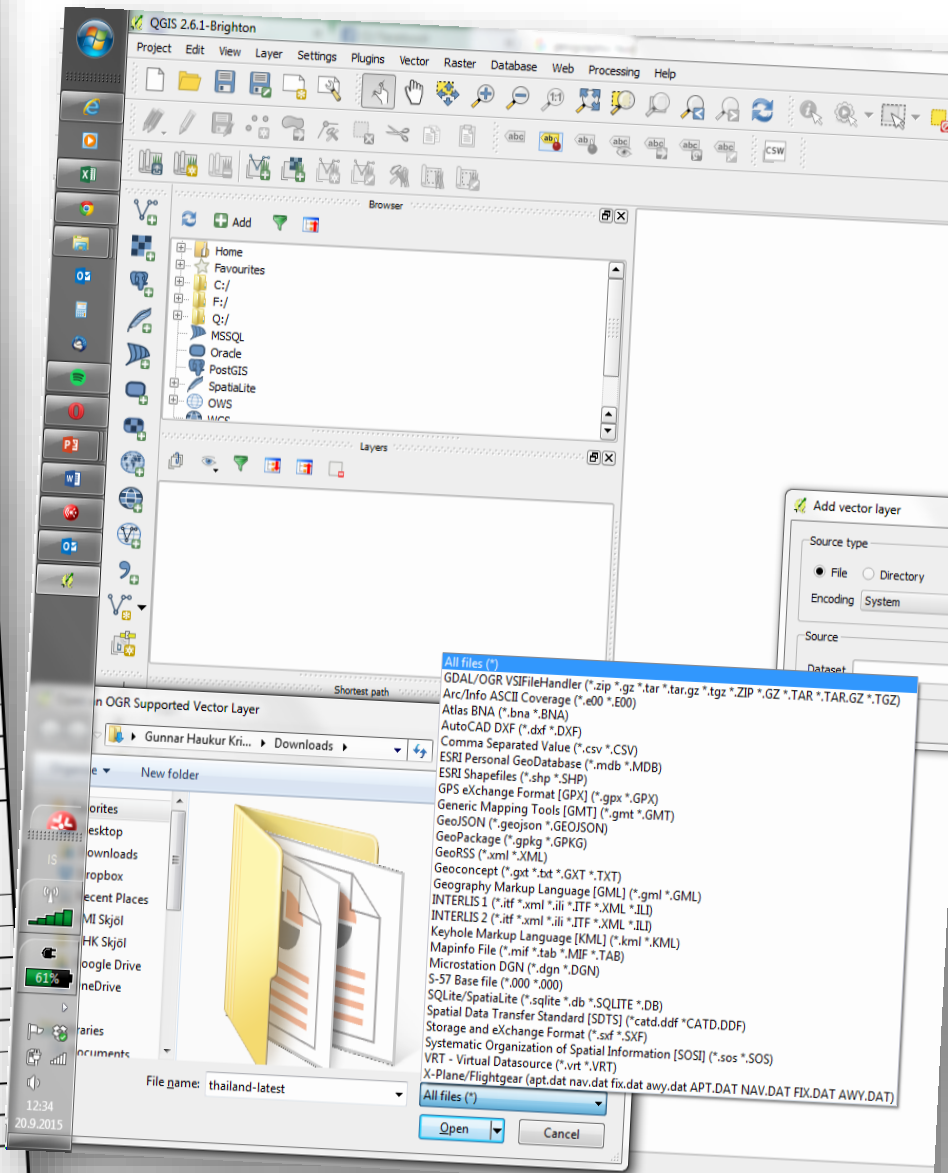 QGIS 2.6.1-Brighton
Project Edit View Layer Settings Plugins Vector Raster Database Web Processing Help
1:1
abc ab abc abc abc abc CSW
Browser
Add
Home
Favourites
C:/
F:/
Q:/
MSSQL
Oracle
PostGIS
SpatiaLite
OWS
WCS
Layers
Add vector layer
Source type
File Directory
Encoding System
Source
Dataset
Shortest path
n OGR Supported Vector Layer
Gunnar Haukur Kri... Downloads
New folder
orites
esktop
ownloads
ropbox
ecent Places
MI Skjöl
HK Skjöl
oogle Drive
neDrive
raries
ocuments
All files (*)
GDAL/OGR VSIFileHandler (*.zip *.gz *.tar *.tar.gz *.tgz *.ZIP *.GZ *.TAR *.TAR.GZ *.TGZ)
Arc/Info ASCII Coverage (*.e00 *.E00)
Atlas BNA (*.bna *.BNA)
AutoCAD DXF (*.dxf *.DXF)
Comma Separated Value (*.csv *.CSV)
ESRI Personal GeoDatabase (*.mdb *.MDB)
ESRI Shapefiles (*.shp *.SHP)
GPS eXchange Format [GPX] (*.gpx *.GPX)
Generic Mapping Tools [GMT] (*.gmt *.GMT)
GeoJSON (*.geojson *.GEOJSON)
GeoPackage (*.gpkg *.GPKG)
GeoRSS (*.xml *.XML)
Geoconcept (*.gxt *.txt *.GXT *.TXT)
Geography Markup Language [GML] (*.gml *.GML)
INTERLIS 1 (*.itf *.xml *.ili *.ITF *.XML *.ILI)
INTERLIS 2 (*.itf *.xml *.ili *.ITF *.XML *.ILI)
Keyhole Markup Language [KML] (*.kml *.KML)
Mapinfo File (*.mif *.tab *.MIF *.TAB)
Microstation DGN (*.dgn *.DGN)
S-57 Base file (*.000 *.000)
SQLite/SpatiaLite (*.sqlite *.db *.SQLITE *.DB)
Spatial Data Transfer Standard [SDTS] (*catd.ddf *CATD.DDF)
Storage and eXchange Format (*.sxf *.SXF)
Systematic Organization of Spatial Information [SOSI] (*.sos *.SOS)
VRT - Virtual Datasource (*.vrt *.VRT)
X-Plane/Flightgear (apt.dat nav.dat fix.dat awy.dat APT.DAT NAV.DAT FIX.DAT AWY.DAT)
File name: thailand-latest
All files (*)
Open Cancel
IS
61%
12:34
20.9.2015